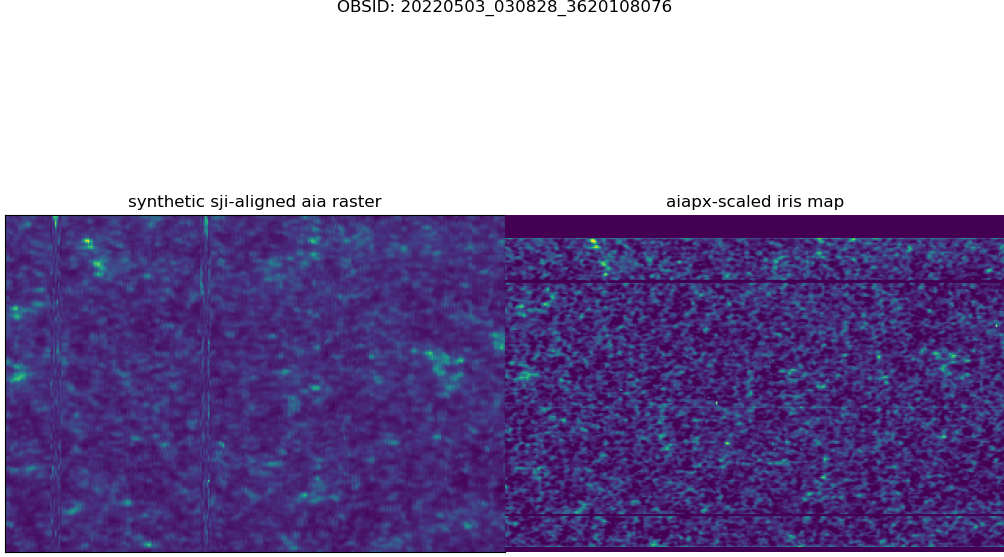 OBSID: 20220503_030828_3620108076
synthetic sji-aligned aia raster
aiapx-scaled iris map